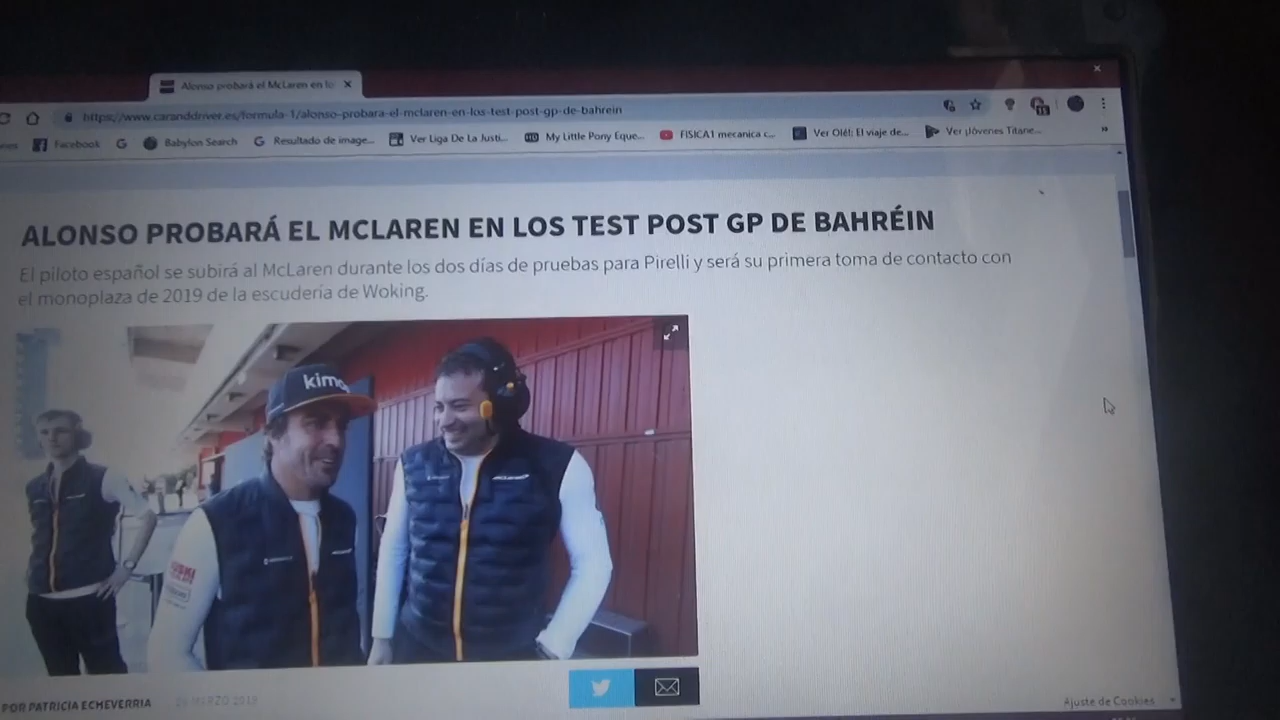 Alonso probará el McLaren en lo
https://www.caranddriver.es/formula-1/alonso-probara-el-mclaren-en-los-test-post-gp-de-bahrein
Facebook G Babylon Search G Resultado de image... Ver Liga De La Justi... My Little Pony Eque... FISICA1 mecanica c... Ver Olé!: El viaje de... Ver ¡Jóvenes Titane... »
ALONSO PROBARÁ EL MCLAREN EN LOS TEST POST GP DE BAHRÉIN
El piloto español se subirá al McLaren durante los dos días de pruebas para Pirelli y será su primera toma de contacto con
el monoplaza de 2019 de la escudería de Woking.
kimoa
POR PATRICIA ECHEVERRIA MARZO 2019
Ajuste de Cookies